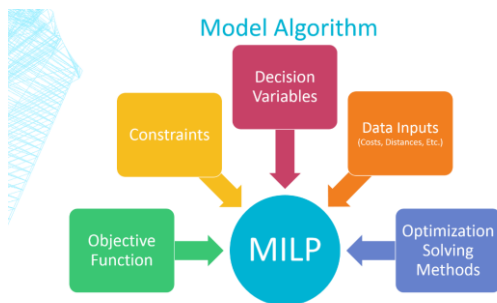 Model Algorithm
Decision
Variables
Constraints
Data Inputs
(Costs, Distances, Etc.)
Objective
Function
MILP
Optimization
Solving
Methods